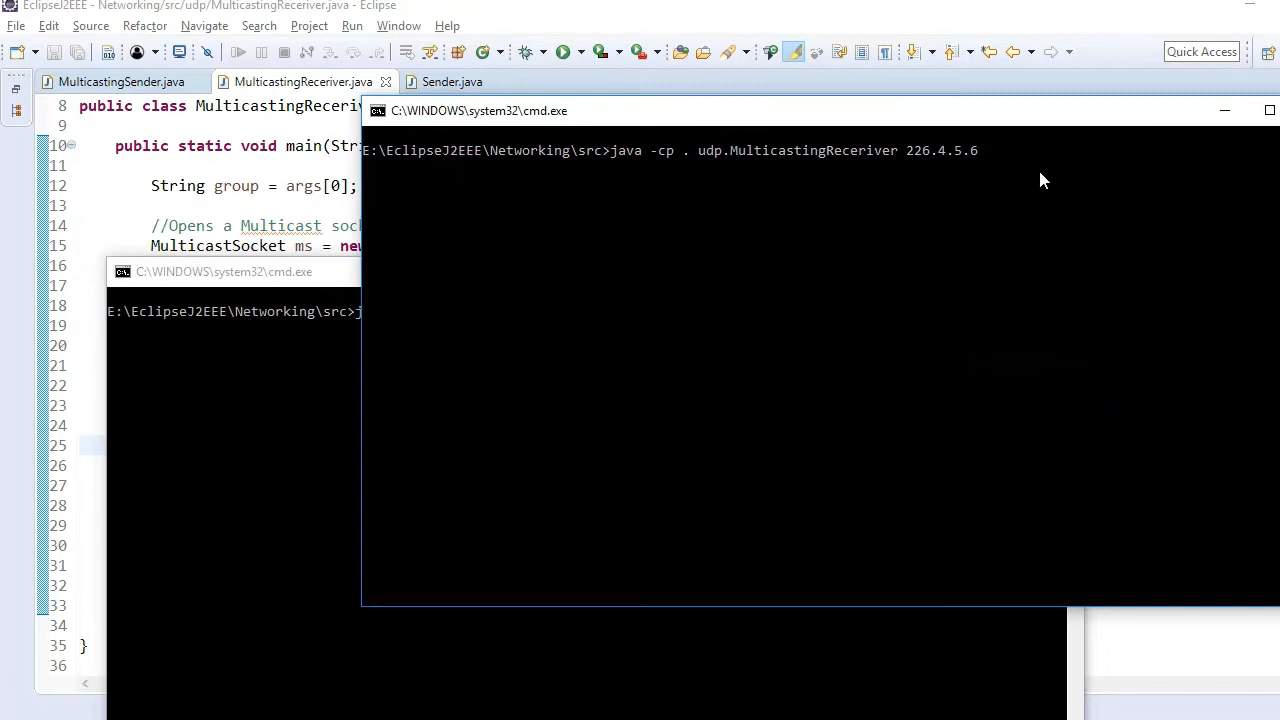 EclipseJ2EEE - Networking/src/udp/MulticastingReceriver.java - Eclipse
File Edit Source Refactor Navigate Search Project Run Window Help
Quick Access
MulticastingSender.java MulticastingReceriver.java Sender.java
8 public class MulticastingReceriv
C:\WINDOWS\system32\cmd.exe
9
10 public static void main(Stri
E:\EclipseJ2EEE\Networking\src>java -cp . udp.MulticastingReceriver 226.4.5.6
11
12 String group = args[0];
13
14 //Opens a Multicast sock
15 MulticastSocket ms = new
16
C:\WINDOWS\system32\cmd.exe
17
18
E:\EclipseJ2EEE\Networking\src>j
19
20
21
22
23
24
25
26
27
28
29
30
31
32
33
34
35 }
36